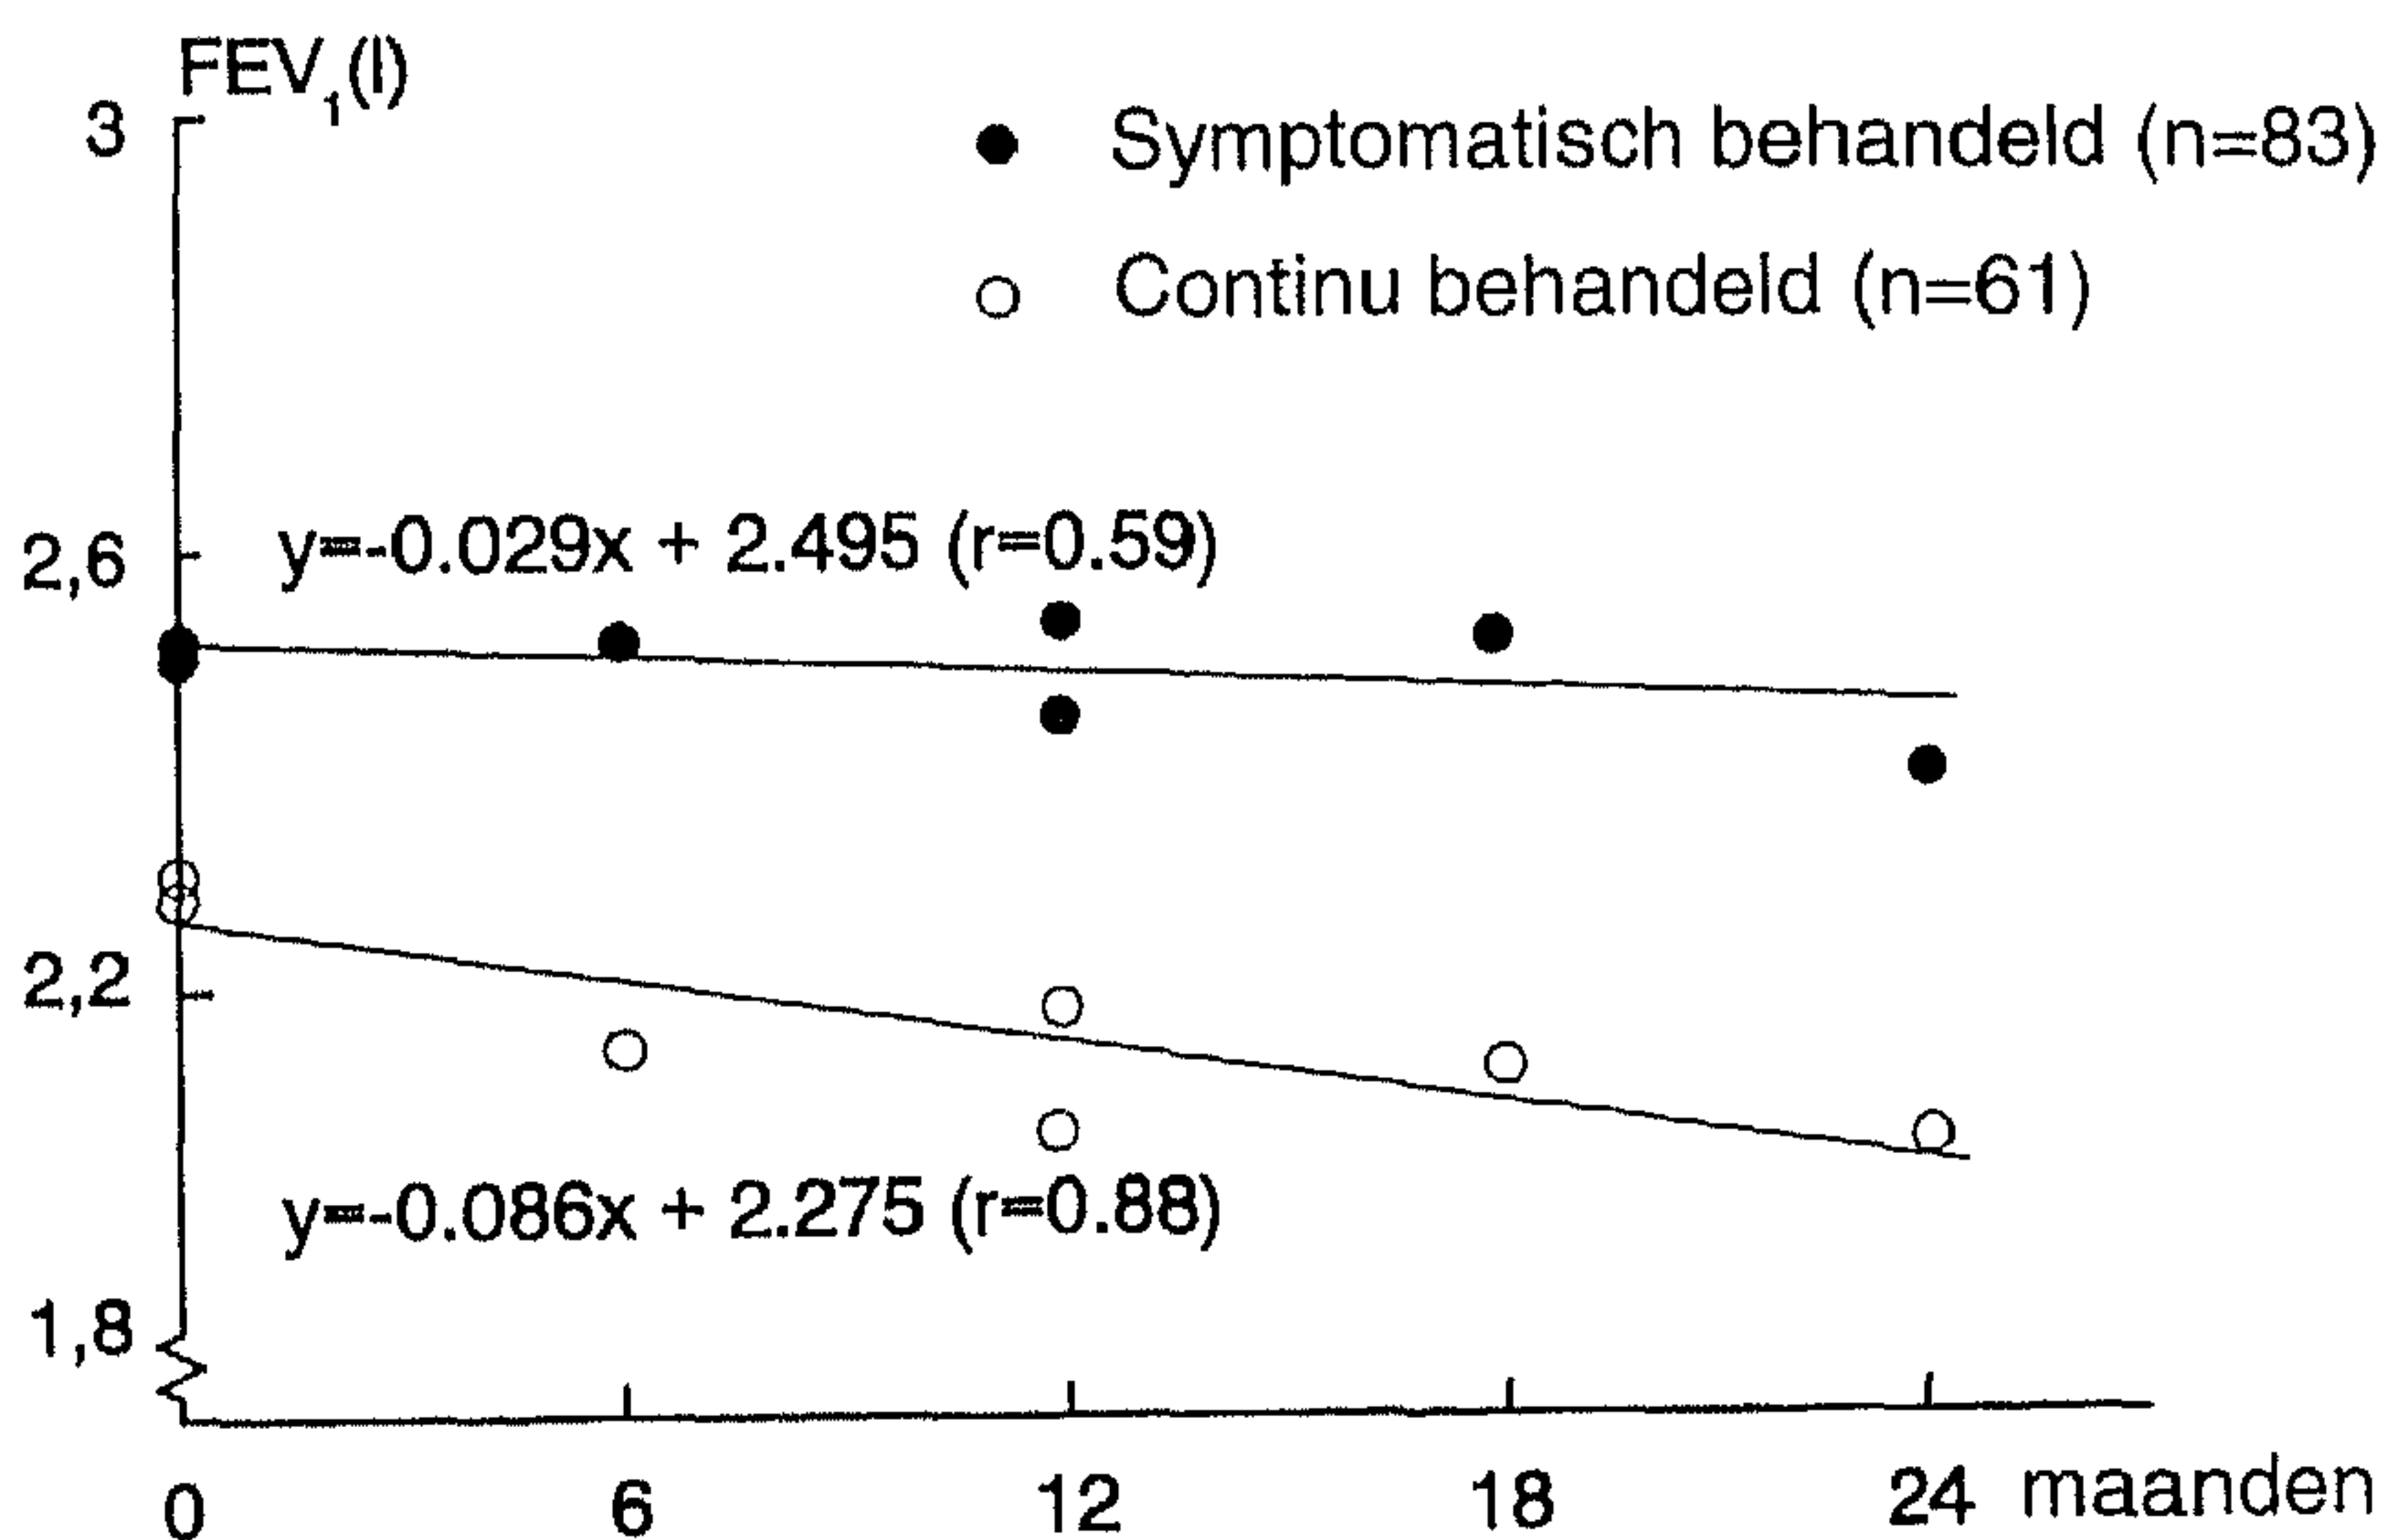 FEV₁(l)
3
Symptomatisch behandeld (n=83)
Continu behandeld (n=61)
2,6
y=-0.029x + 2.495 (r=0.59)
2,2
y=-0.086x + 2.275 (r=0.88)
1,8
0 6 12 18 24 maanden